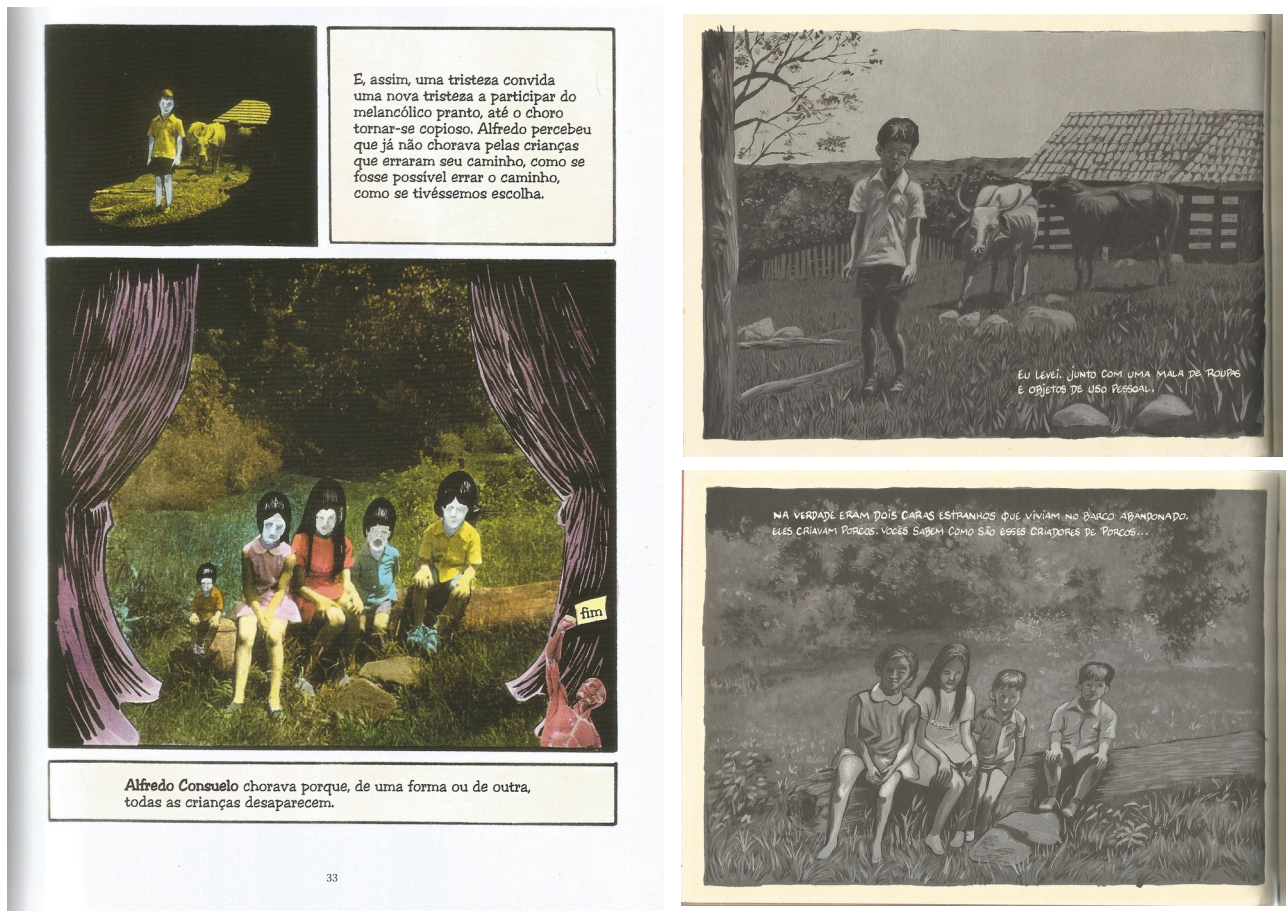 E, assim, uma tristeza convida
uma nova tristeza a participar do
melancólico pranto, até o choro
tornar-se copioso. Alfredo percebeu
que já não chorava pelas crianças
que erraram seu caminho, como se
fosse possível errar o caminho,
como se tivéssemos escolha.
fim
Alfredo Consuelo chorava porque, de uma forma ou de outra,
todas as crianças desaparecem.
33
EU LEVEI. JUNTO COM UMA MALA DE ROUPAS
E OBJETOS DE USO PESSOAL.
NA VERDADE ERAM DOIS CARAS ESTRANHOS QUE VIVIAM NO BARCO ABANDONADO.
ELES CRIAVAM PORCOS. VOCÊS SABEM COMO SÃO ESSES CRIADORES DE PORCOS...